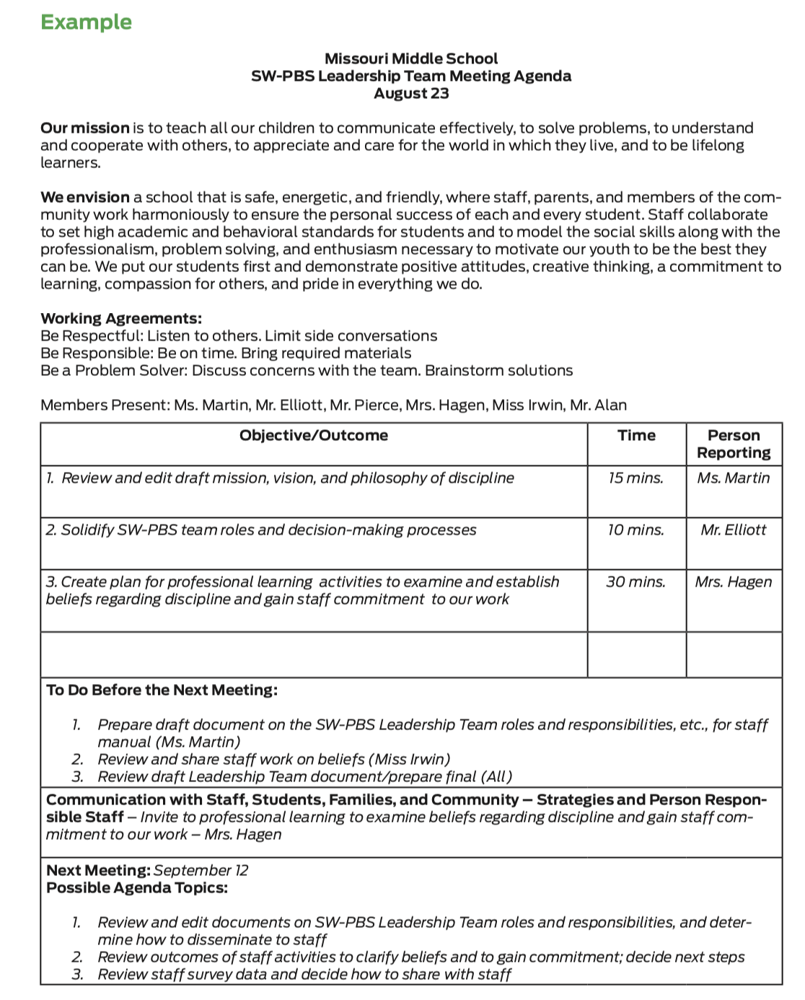 Example
Missouri Middle School
SW-PBS Leadership Team Meeting Agenda
August 23
Our mission is to teach all our children to communicate effectively, to solve problems, to understand
and cooperate with others, to appreciate and care for the world in which they live, and to be lifelong
learners.
We envision a school that is safe, energetic, and friendly, where staff, parents, and members of the com-
munity work harmoniously to ensure the personal success of each and every student. Staff collaborate
to set high academic and behavioral standards for students and to model the social skills along with the
professionalism, problem solving, and enthusiasm necessary to motivate our youth to be the best they
can be. We put our students first and demonstrate positive attitudes, creative thinking, a commitment to
learning, compassion for others, and pride in everything we do.
Working Agreements:
Be Respectful: Listen to others. Limit side conversations
Be Responsible: Be on time. Bring required materials
Be a Problem Solver: Discuss concerns with the team. Brainstorm solutions
Members Present: Ms. Martin, Mr. Elliott, Mr. Pierce, Mrs. Hagen, Miss Irwin, Mr. Alan
Objective/Outcome Time Person
Reporting
1. Review and edit draft mission, vision, and philosophy of discipline 15 mins. Ms. Martin
2. Solidify SW-PBS team roles and decision-making processes 10 mins. Mr. Elliott
3. Create plan for professional learning activities to examine and establish 30 mins. Mrs. Hagen
beliefs regarding discipline and gain staff commitment to our work
To Do Before the Next Meeting:
1. Prepare draft document on the SW-PBS Leadership Team roles and responsibilities, etc., for staff
manual (Ms. Martin)
2. Review and share staff work on beliefs (Miss Irwin)
3. Review draft Leadership Team document/prepare final (All)
Communication with Staff, Students, Families, and Community – Strategies and Person Respon-
sible Staff – Invite to professional learning to examine beliefs regarding discipline and gain staff com-
mitment to our work – Mrs. Hagen
Next Meeting: September 12
Possible Agenda Topics:
1. Review and edit documents on SW-PBS Leadership Team roles and responsibilities, and deter-
mine how to disseminate to staff
2. Review outcomes of staff activities to clarify beliefs and to gain commitment; decide next steps
3. Review staff survey data and decide how to share with staff